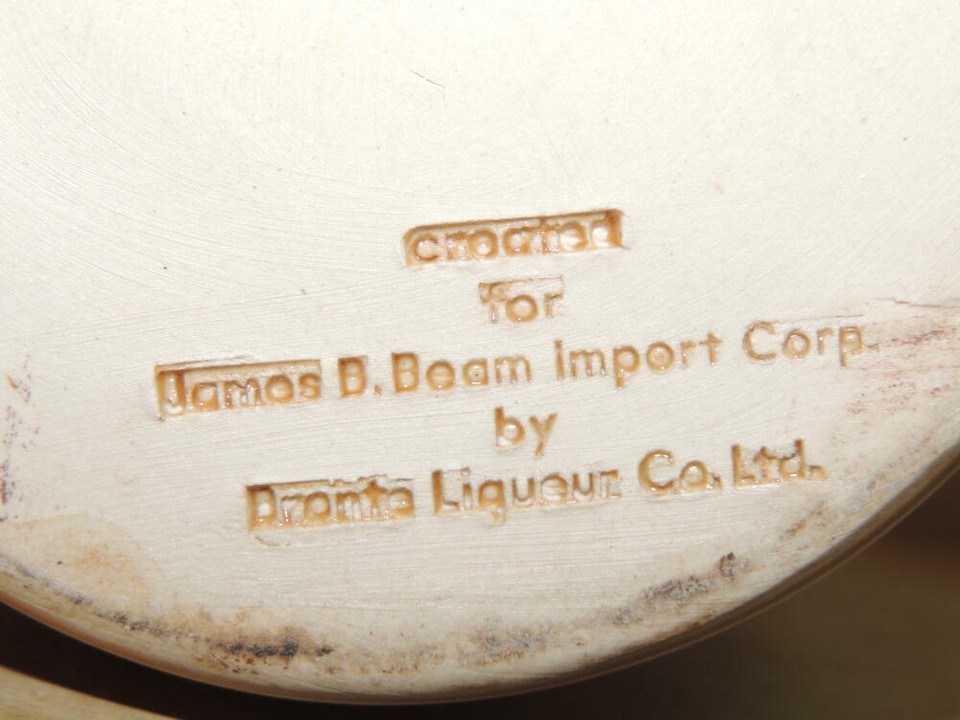 created
for
James B. Beam Import Corp.
by
Bronte Liqueur Co. Ltd.